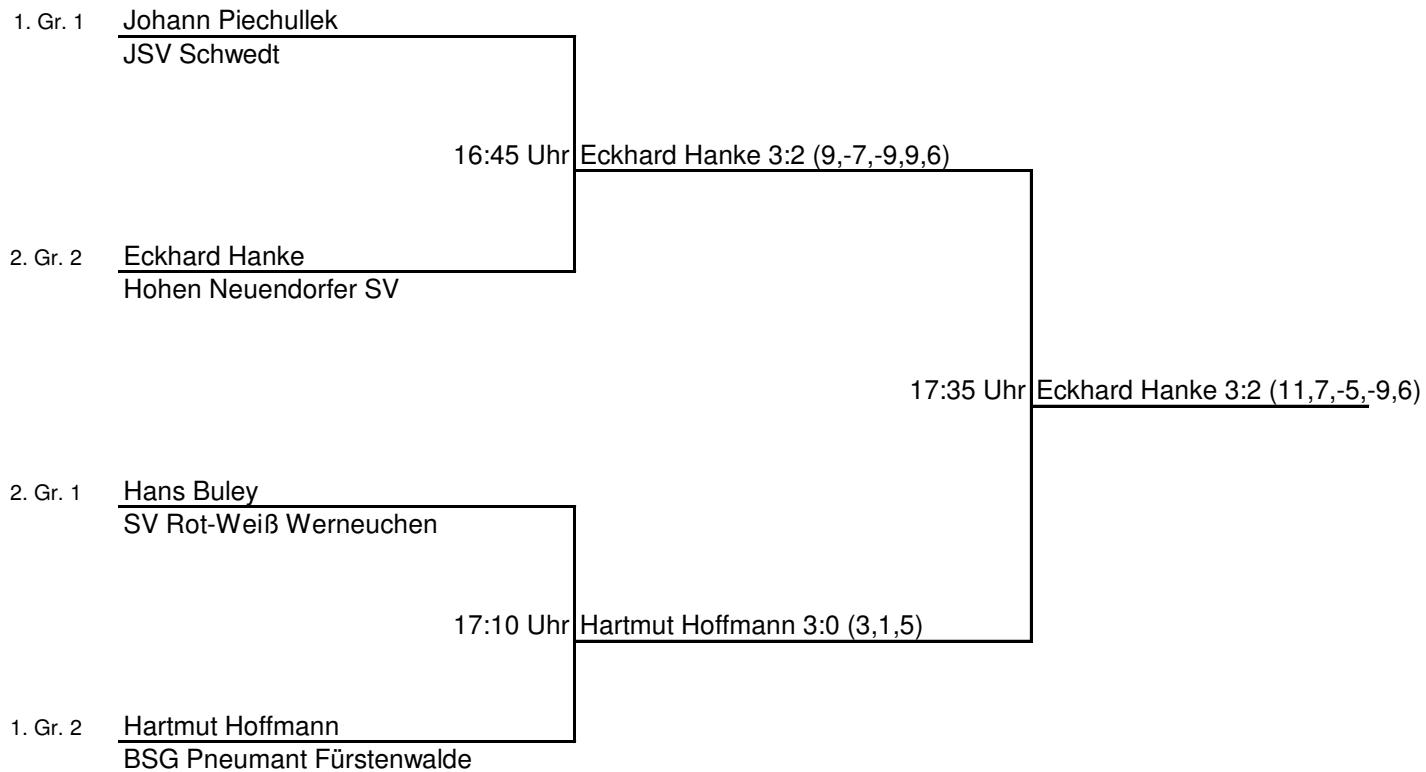 1. Gr. 1 Johann Piechullek
JSV Schwedt
16:45 Uhr Eckhard Hanke 3:2 (9,-7,-9,9,6)
2. Gr. 2 Eckhard Hanke
Hohen Neuendorfer SV
17:35 Uhr Eckhard Hanke 3:2 (11,7,-5,-9,6)
2. Gr. 1 Hans Buley
SV Rot-Weiß Werneuchen
17:10 Uhr Hartmut Hoffmann 3:0 (3,1,5)
1. Gr. 2 Hartmut Hoffmann
BSG Pneumant Fürstenwalde